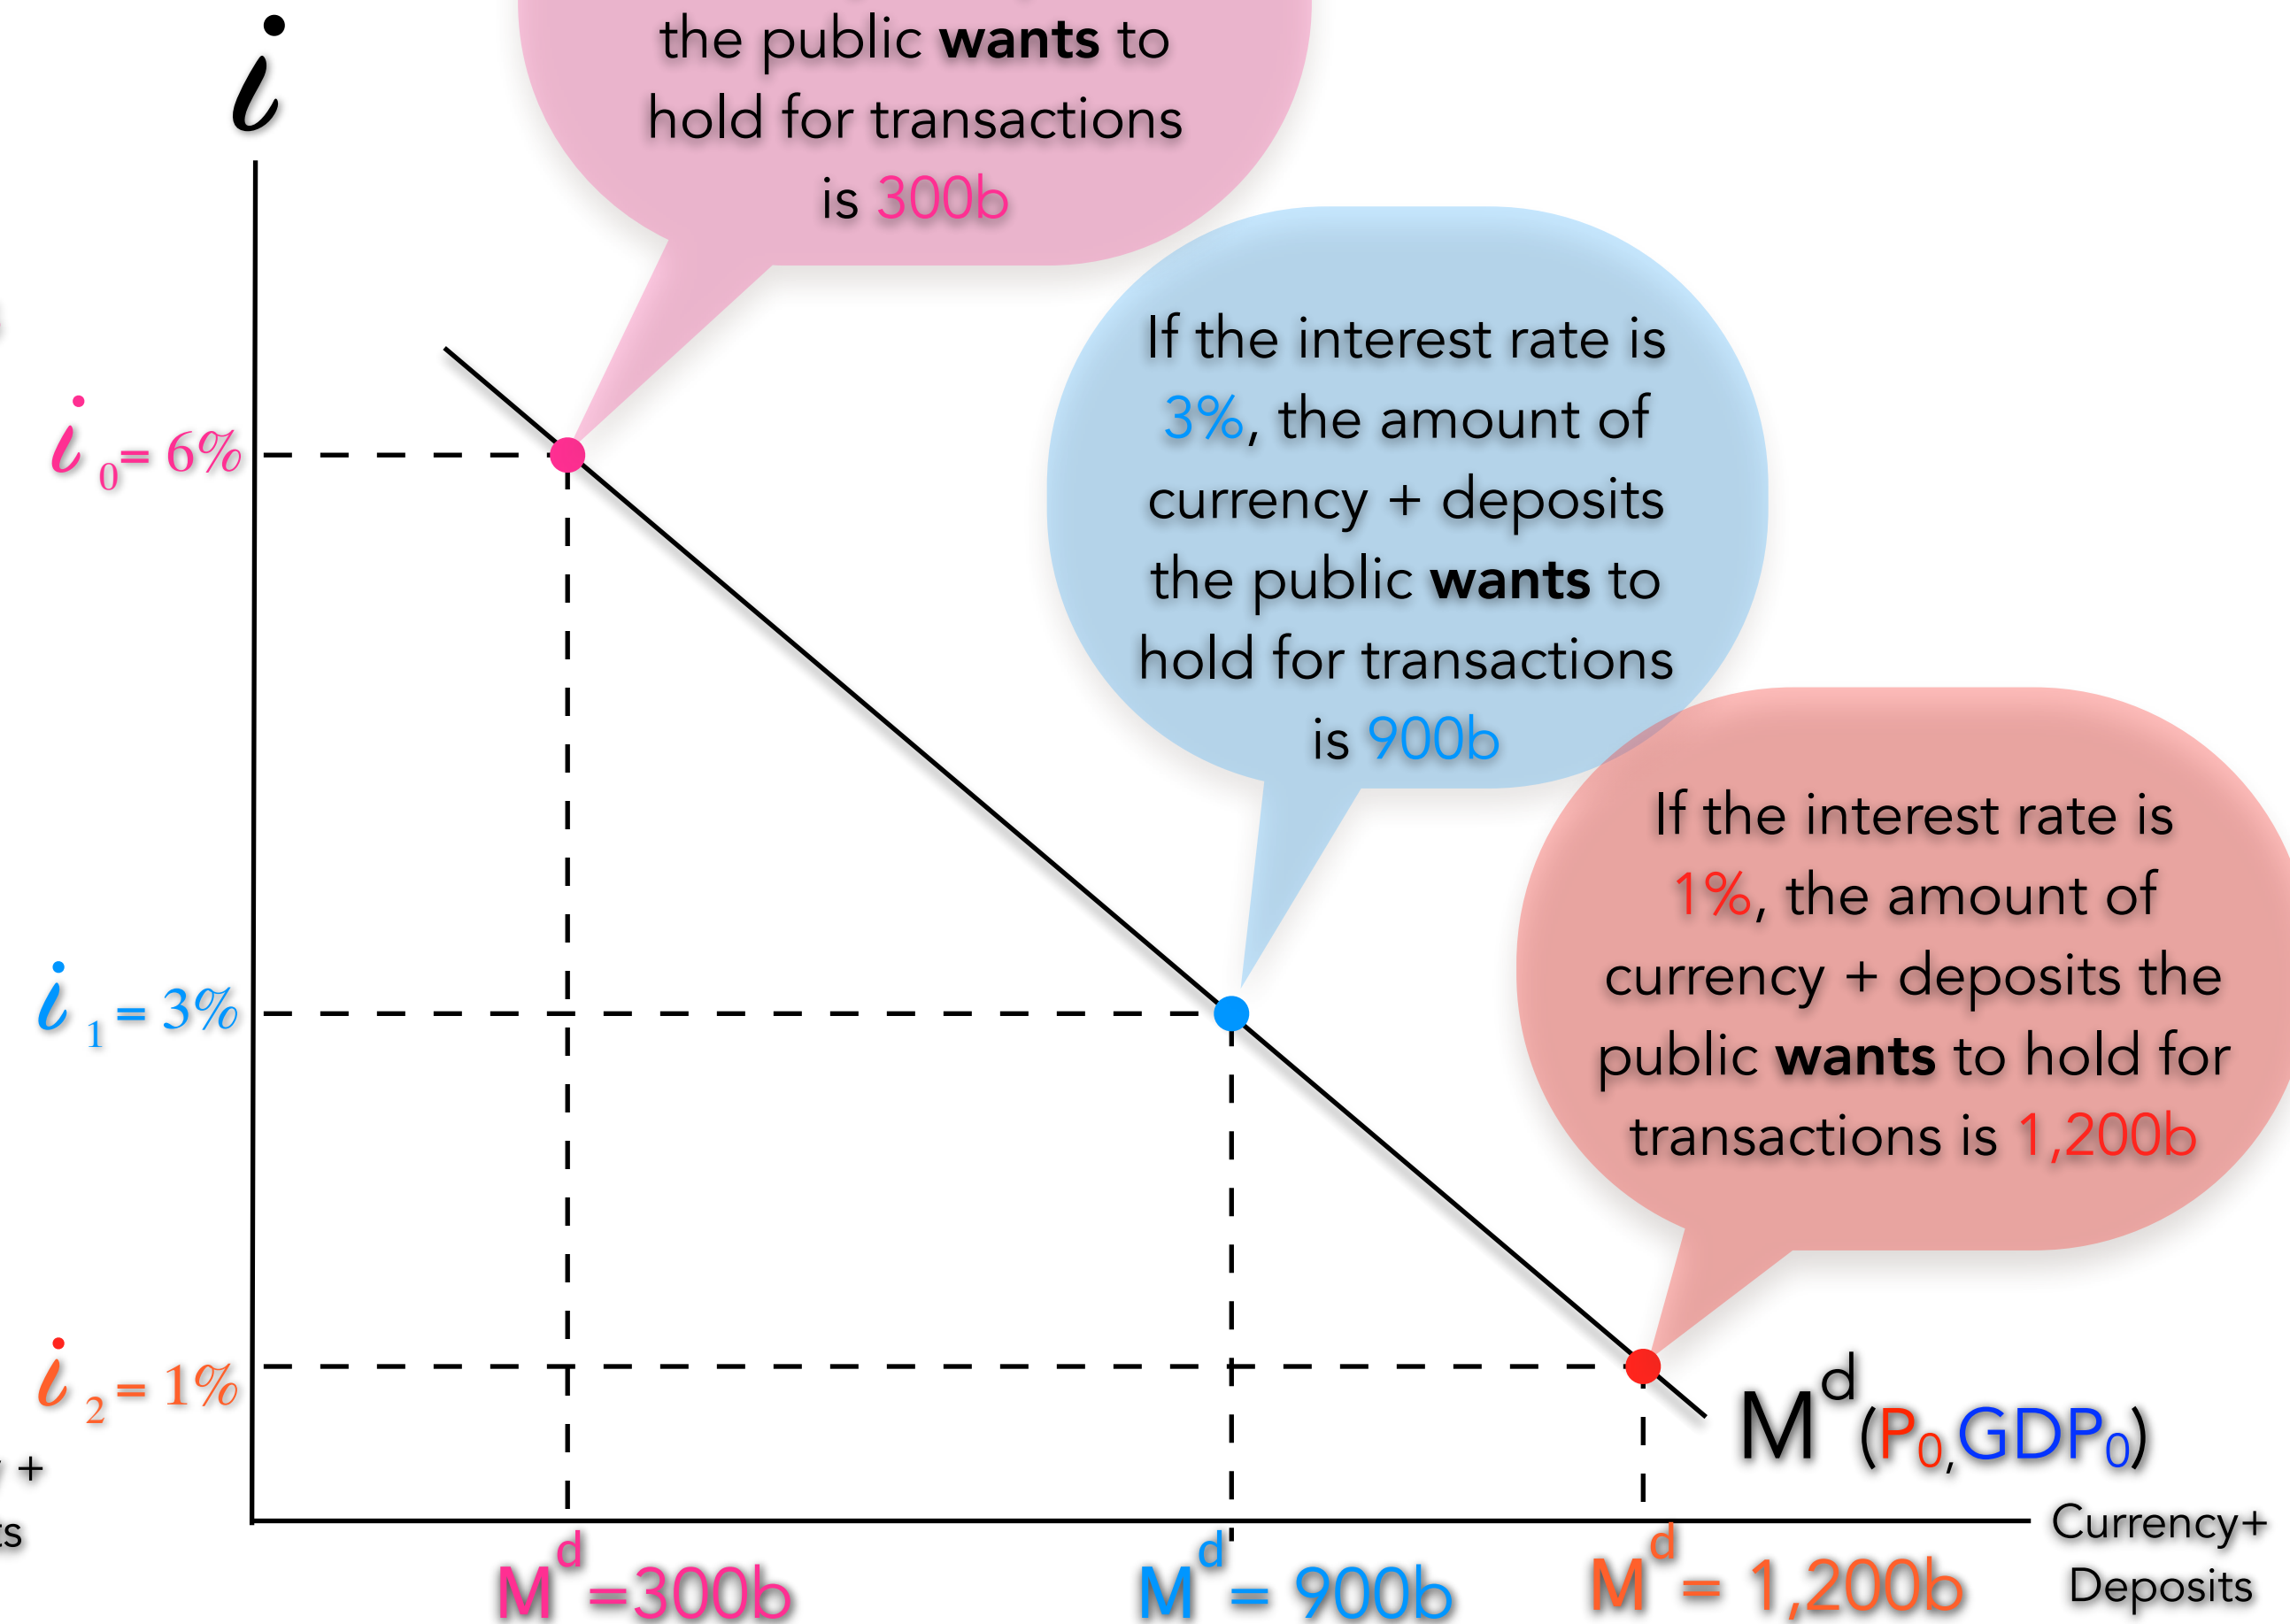 i
the public wants to
hold for transactions
is 300b
If the interest rate is
3%, the amount of
currency + deposits
the public wants to
hold for transactions
is 900b
If the interest rate is
1%, the amount of
currency + deposits the
public wants to hold for
transactions is 1,200b
i₀= 6%
i₁ = 3%
i₂ = 1%
+
Mᵈ(P₀,GDP₀)
Currency+
Deposits
Mᵈ=300b
Mᵈ= 900b
Mᵈ= 1,200b